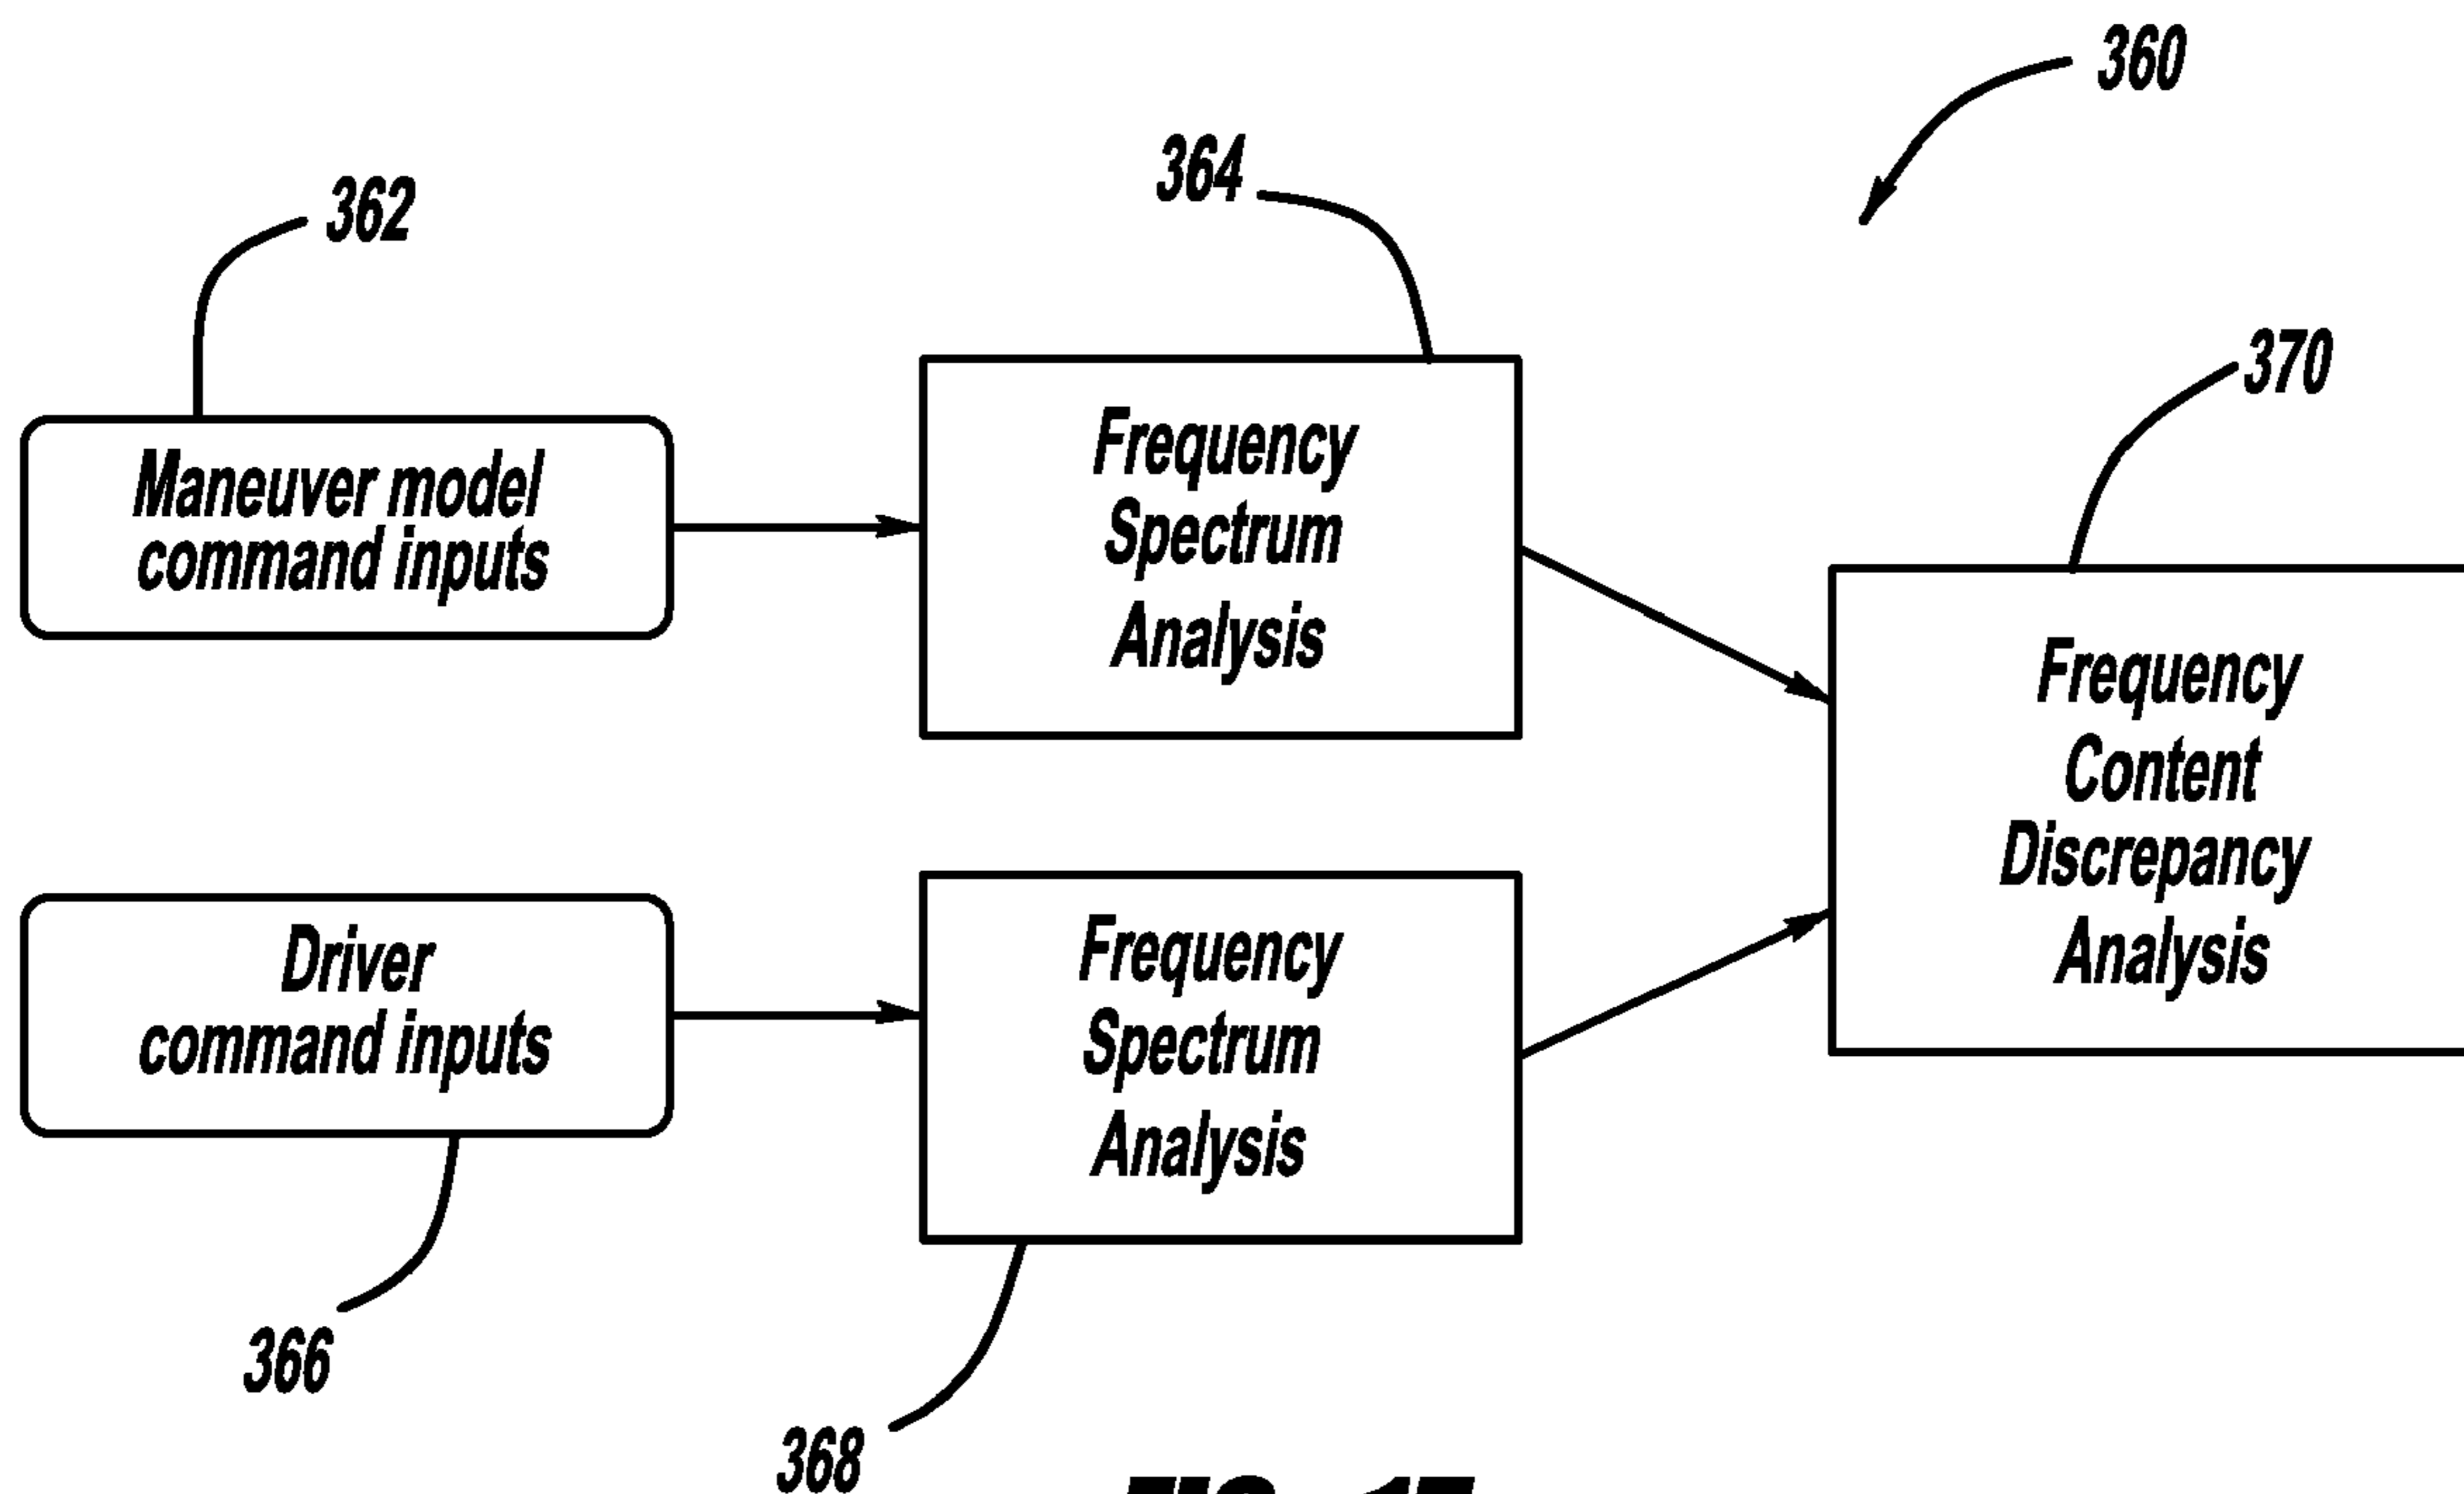 360
364
362
370
Maneuver model
command inputs
Frequency
Spectrum
Analysis
Frequency
Content
Discrepancy
Analysis
Driver
command inputs
Frequency
Spectrum
Analysis
366
368